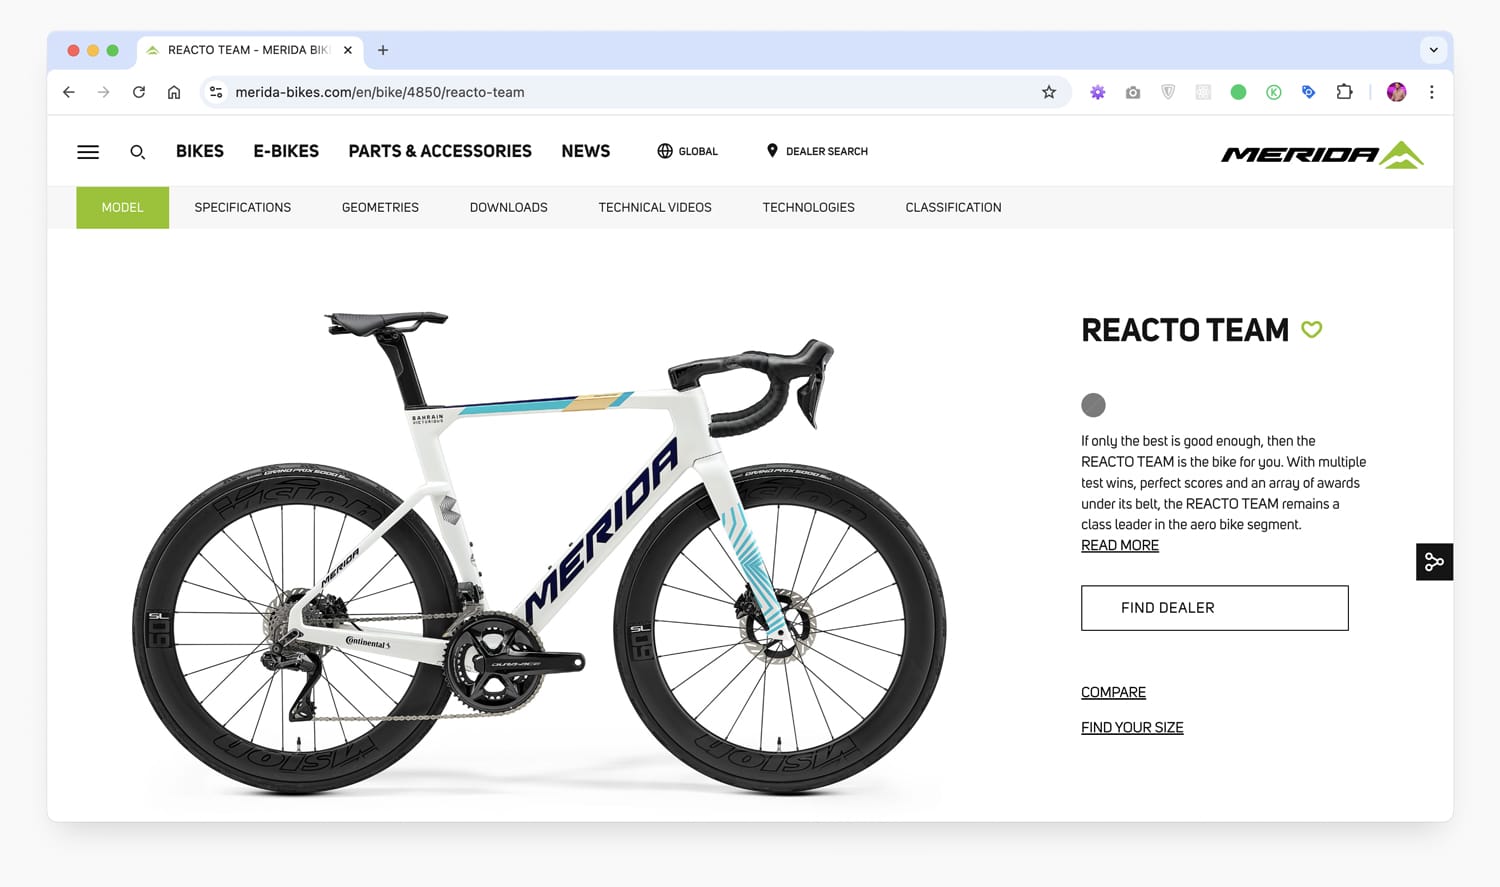 REACTO TEAM - MERIDA BIK
merida-bikes.com/en/bike/4850/reacto-team
BIKES E-BIKES PARTS & ACCESSORIES NEWS GLOBAL DEALER SEARCH
MERIDA
MODEL SPECIFICATIONS GEOMETRIES DOWNLOADS TECHNICAL VIDEOS TECHNOLOGIES CLASSIFICATION
REACTO TEAM
If only the best is good enough, then the
REACTO TEAM is the bike for you. With multiple
test wins, perfect scores and an array of awards
under its belt, the REACTO TEAM remains a
class leader in the aero bike segment.
READ MORE
FIND DEALER
COMPARE
FIND YOUR SIZE
BAHRAIN
VICTORIOUS
MERIDA
MERIDA
GRAND PRIX 5000
GRAND PRIX 5000
Vision
Vision
Vision
Vision
SL
60
SL
60
Continental
DURA-ACE